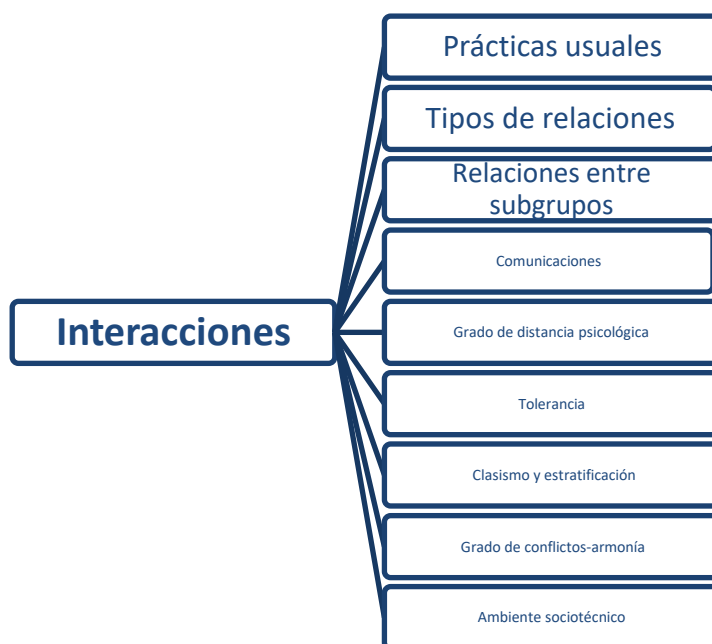 Interacciones
Prácticas usuales
Tipos de relaciones
Relaciones entre
subgrupos
Comunicaciones
Grado de distancia psicológica
Tolerancia
Clasismo y estratificación
Grado de conflictos-armonía
Ambiente sociotécnico